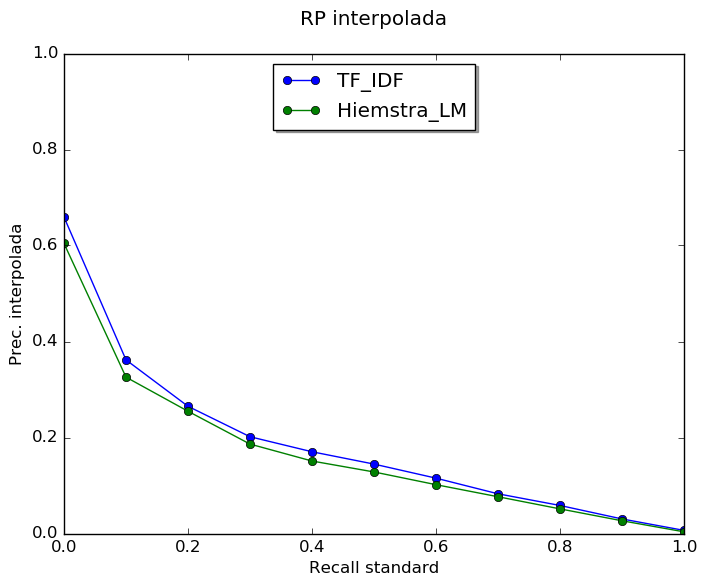 RP interpolada
1.0
TF_IDF
Hiemstra_LM
0.8
0.6
0.4
0.2
0.0
Prec. interpolada
0.0 0.2 0.4 0.6 0.8 1.0
Recall standard